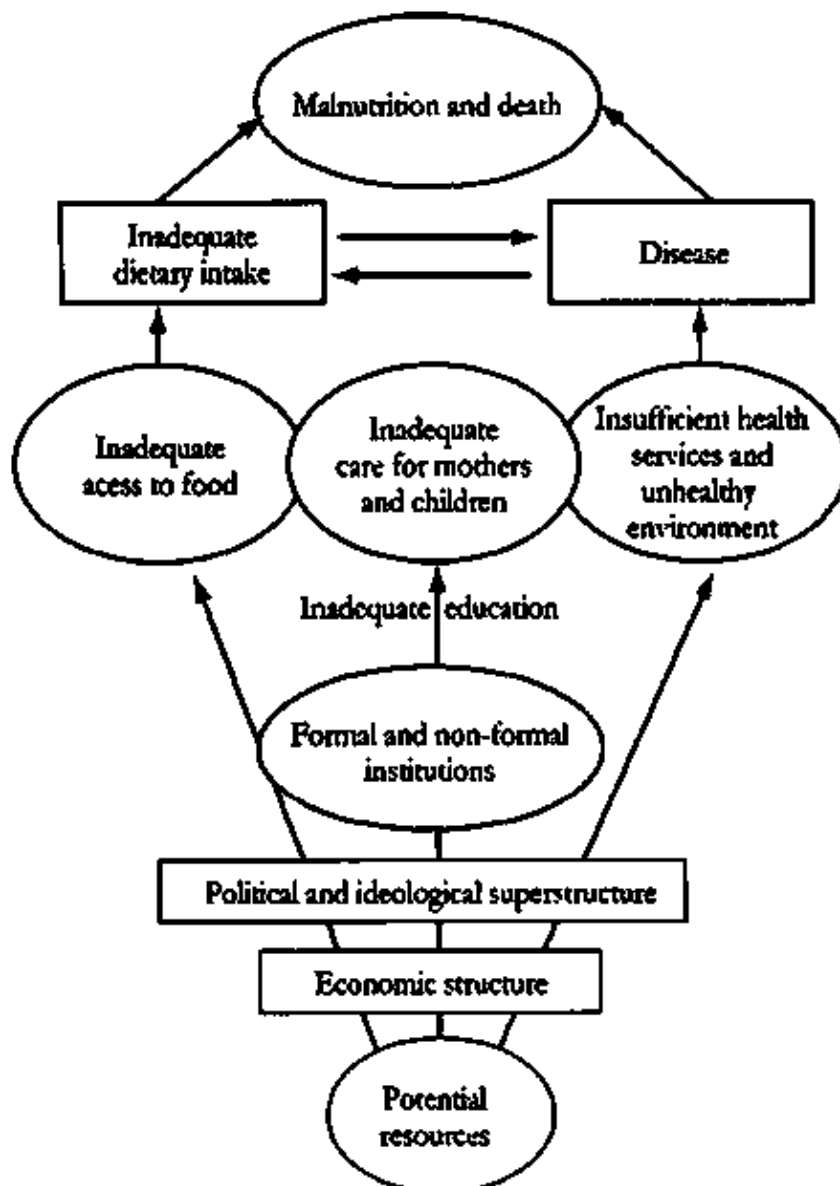 Malnutrition and death
Inadequate
dietary intake
Disease
Inadequate
acess to food
Inadequate
care for mothers
and children
Insufficient health
services and
unhealthy
environment
Inadequate education
Formal and non-formal
institutions
Political and ideological superstructure
Economic structure
Potential
resources